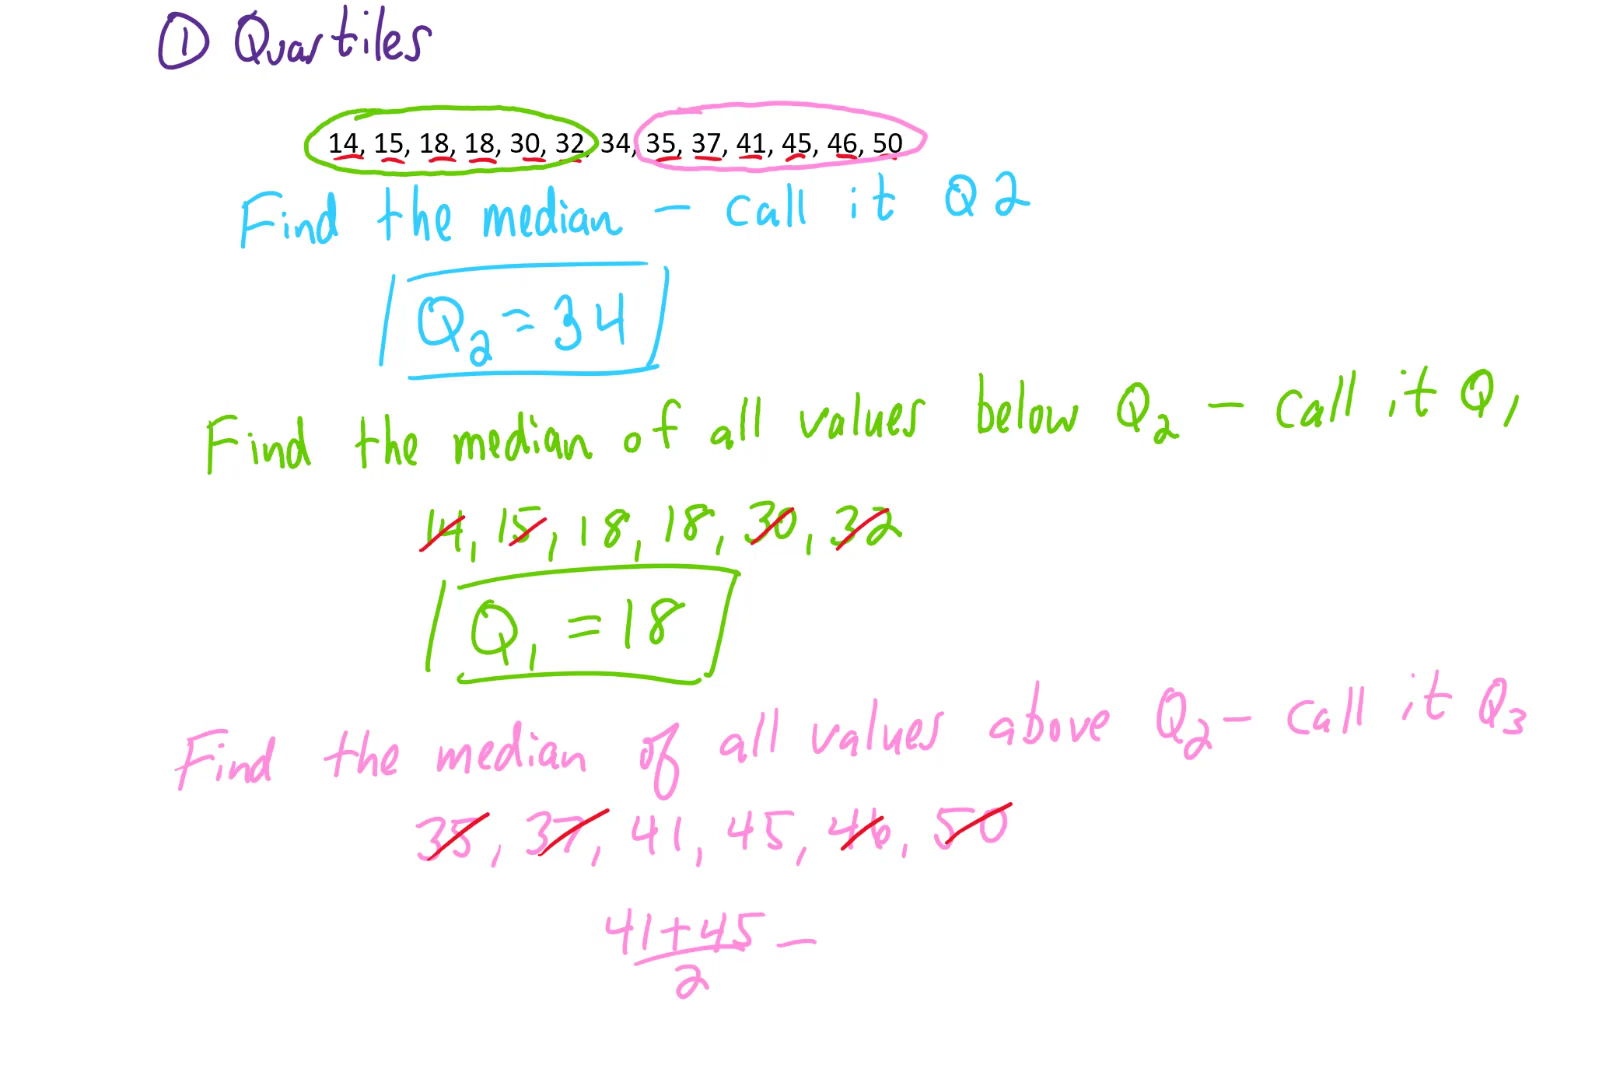 ① Quartiles
14, 15, 18, 18, 30, 32, 34, 35, 37, 41, 45, 46, 50
Find the median - call it Q2
Q₂ = 34
Find the median of all values below Q₂ - call it Q₁
14, 15, 18, 18, 30, 32
Q₁ = 18
Find the median of all values above Q₂ - call it Q₃
35, 37, 41, 45, 46, 50
41+45 –
2